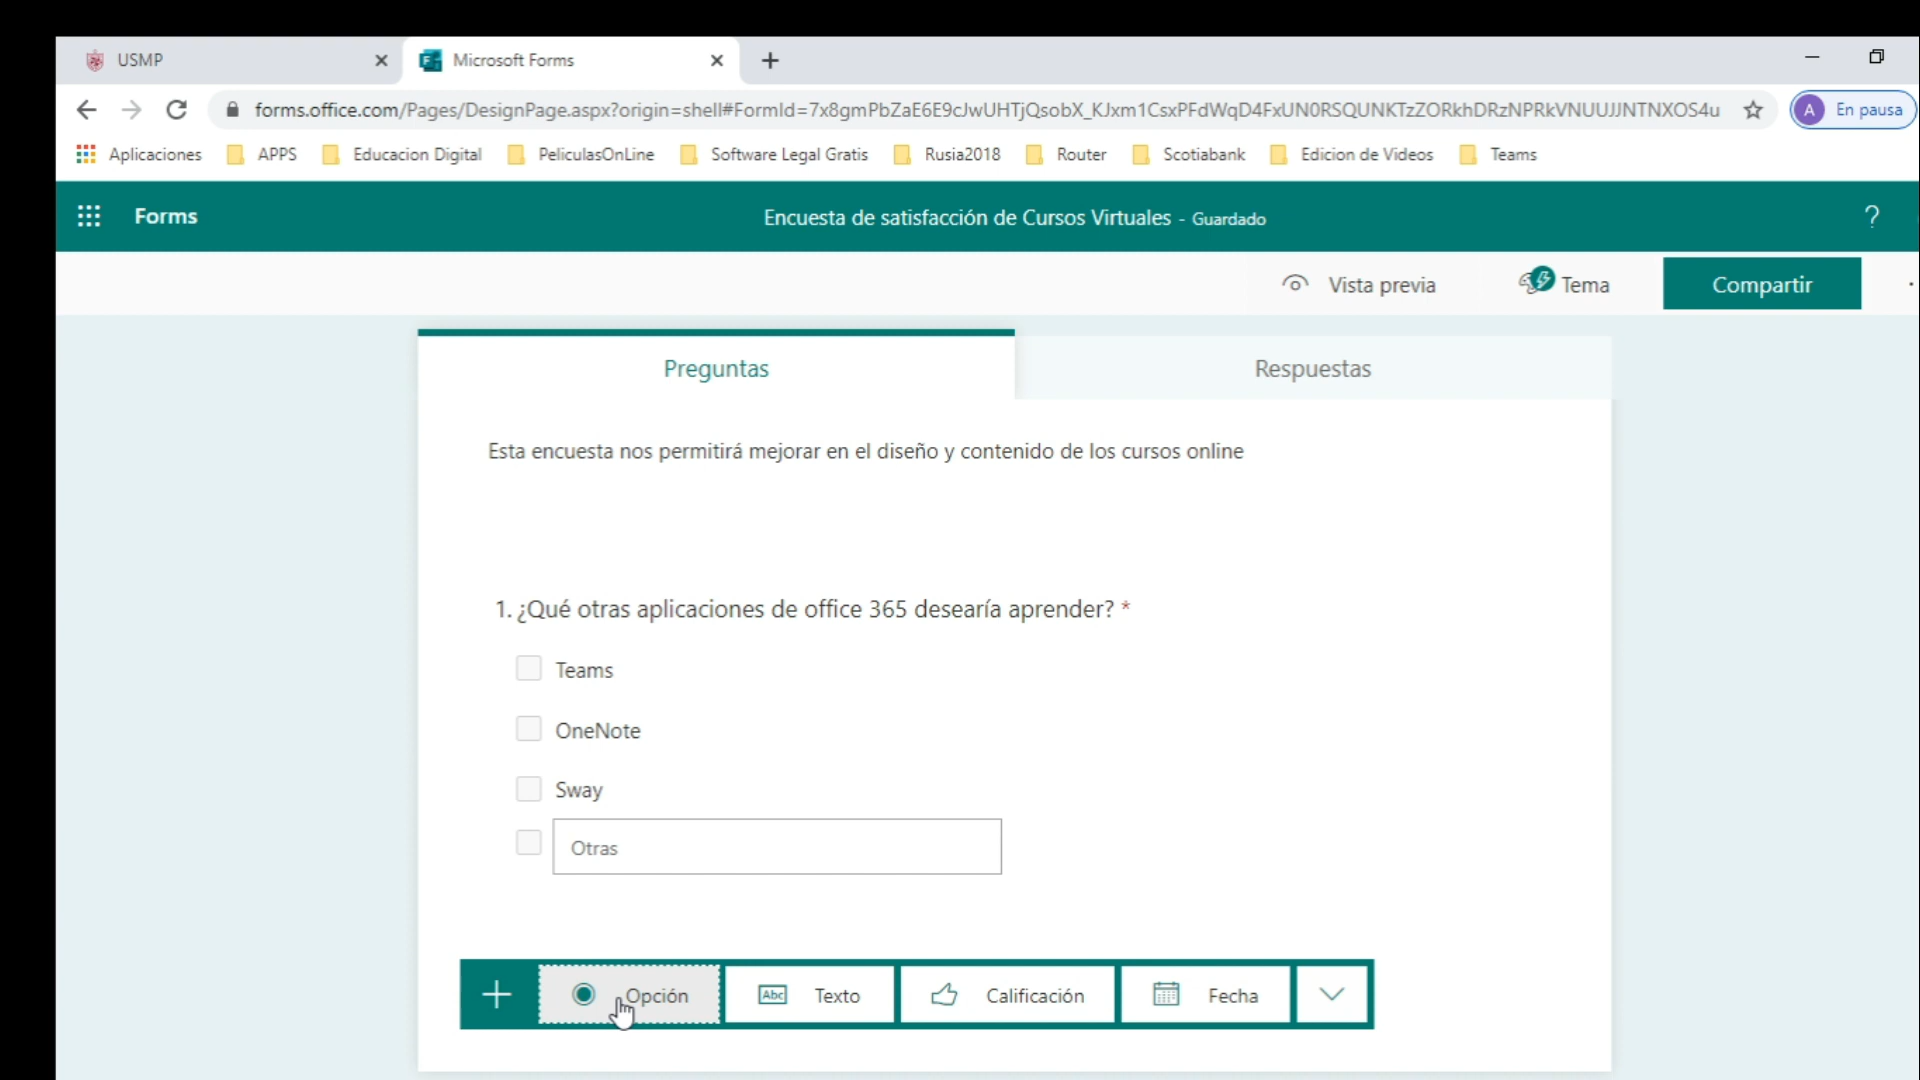 USMP
Microsoft Forms
forms.office.com/Pages/DesignPage.aspx?origin=shell#FormId=7x8gmPbZaE6E9cJwUHTjQsobX_KJxm1CsxPFdWqD4FxUN0RSQUNKTzZORkhDRzNPRkVNUUJJNTNXOS4u
A En pausa
Aplicaciones APPS Educacion Digital PeliculasOnLine Software Legal Gratis Rusia2018 Router Scotiabank Edicion de Videos Teams
Forms Encuesta de satisfacción de Cursos Virtuales - Guardado ?
Vista previa Tema Compartir
Preguntas Respuestas
Esta encuesta nos permitirá mejorar en el diseño y contenido de los cursos online
1. ¿Qué otras aplicaciones de office 365 desearía aprender? *
Teams
OneNote
Sway
Otras
Opción Abc Texto Calificación Fecha